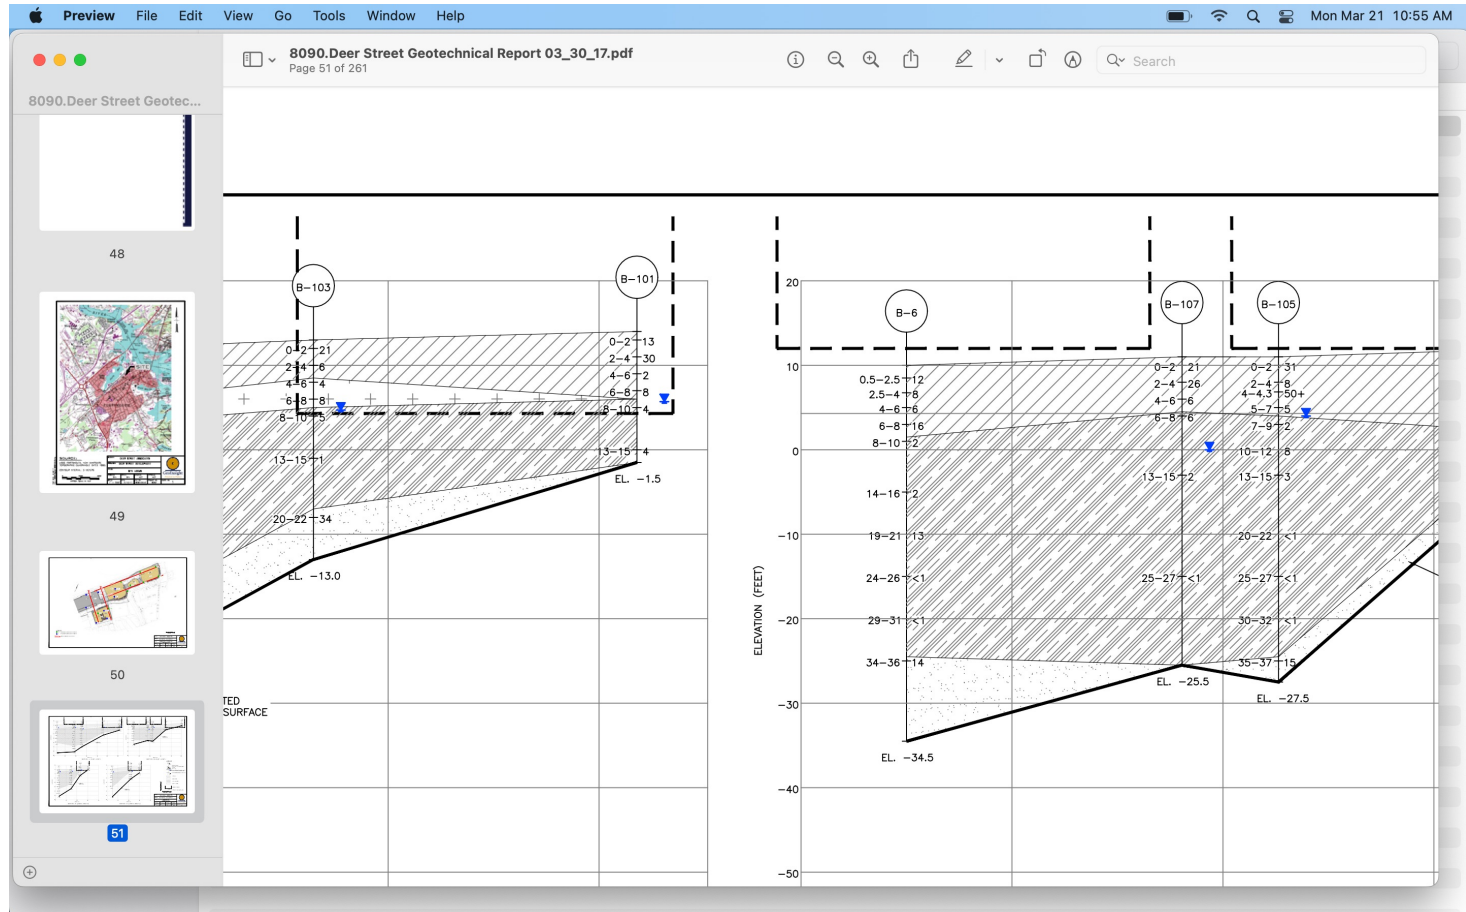 Preview File Edit View Go Tools Window Help
Mon Mar 21 10:55 AM
8090.Deer Street Geotechnical Report 03_30_17.pdf
Page 51 of 261
Search
8090.Deer Street Geotec...
48
49
50
51
B-103
0-2 21
2-4 6
4-6 4
6-8 8
8-10 5
13-15 1
20-22 34
EL. -13.0
B-101
0-2 13
2-4 30
4-6 2
6-8 8
8-10 4
13-15 4
EL. -1.5
TED
SURFACE
ELEVATION (FEET)
20
10
0
-10
-20
-30
-40
-50
B-6
0.5-2.5 12
2.5-4 8
4-6 6
6-8 16
8-10 2
14-16 2
19-21 13
24-26 <1
29-31 <1
34-36 14
EL. -34.5
B-107
0-2 21
2-4 26
4-6 6
6-8 6
13-15 2
25-27 <1
EL. -25.5
B-105
0-2 31
2-4 8
4-4.3 50+
5-7 5
7-9 2
10-12 8
13-15 3
20-22 <1
25-27 <1
30-32 <1
35-37 15
EL. -27.5